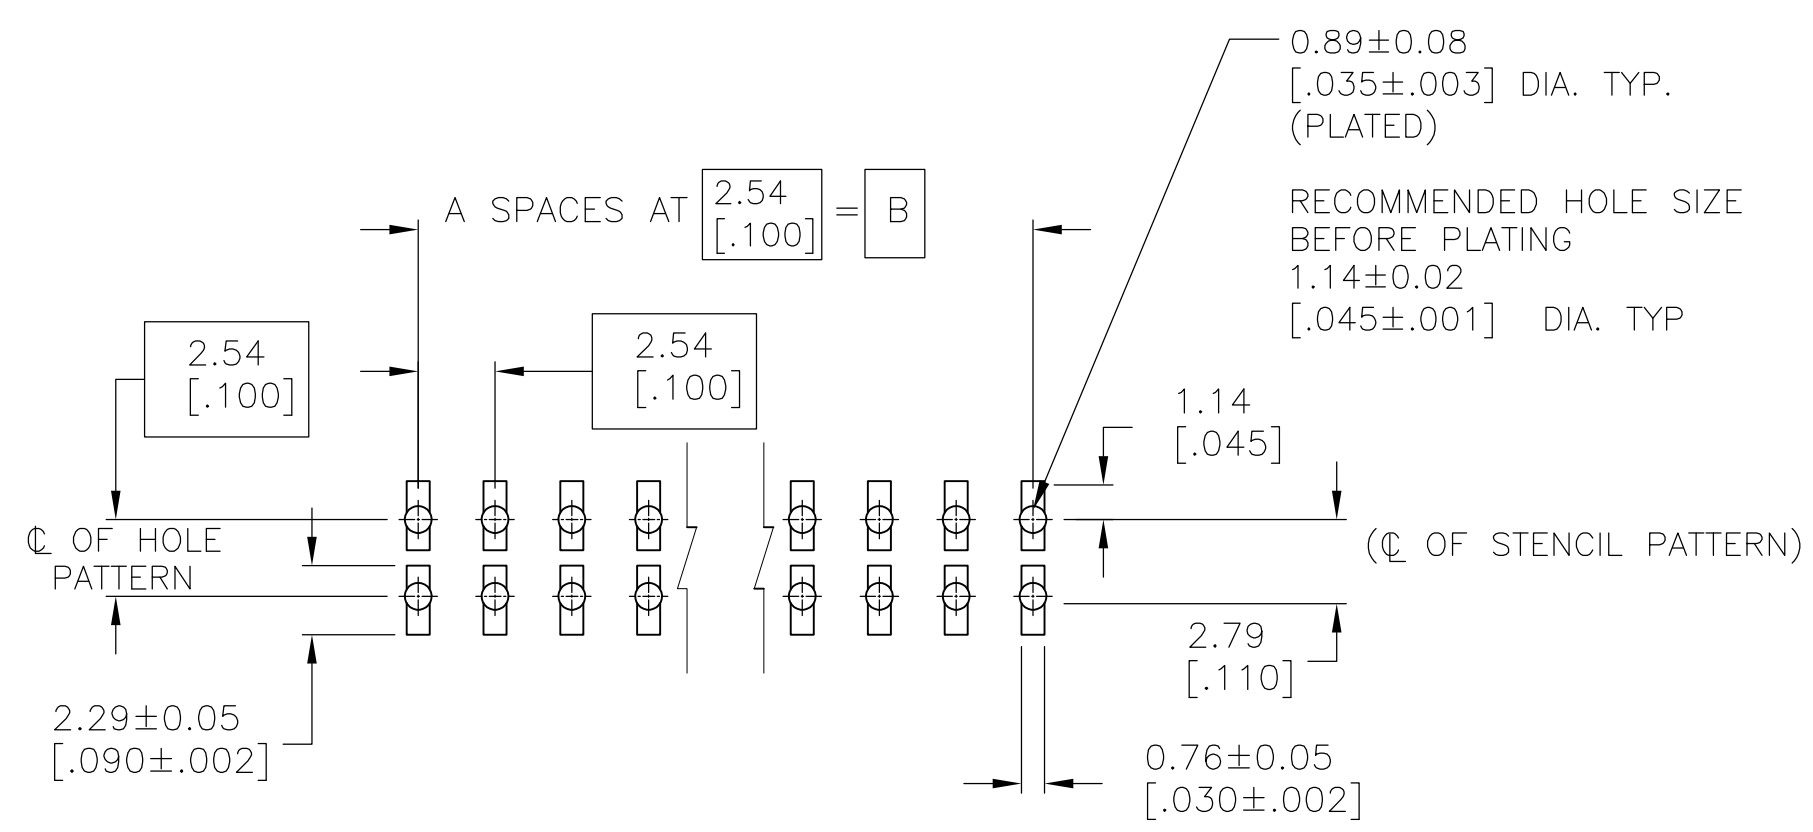 0.89±0.08
[.035±.003] DIA. TYP.
(PLATED)
RECOMMENDED HOLE SIZE
BEFORE PLATING
1.14±0.02
[.045±.001] DIA. TYP
A SPACES AT 2.54 [.100] = B
2.54
[.100]
2.54
[.100]
1.14
[.045]
℄ OF HOLE
PATTERN
(℄ OF STENCIL PATTERN)
2.79
[.110]
2.29±0.05
[.090±.002]
0.76±0.05
[.030±.002]